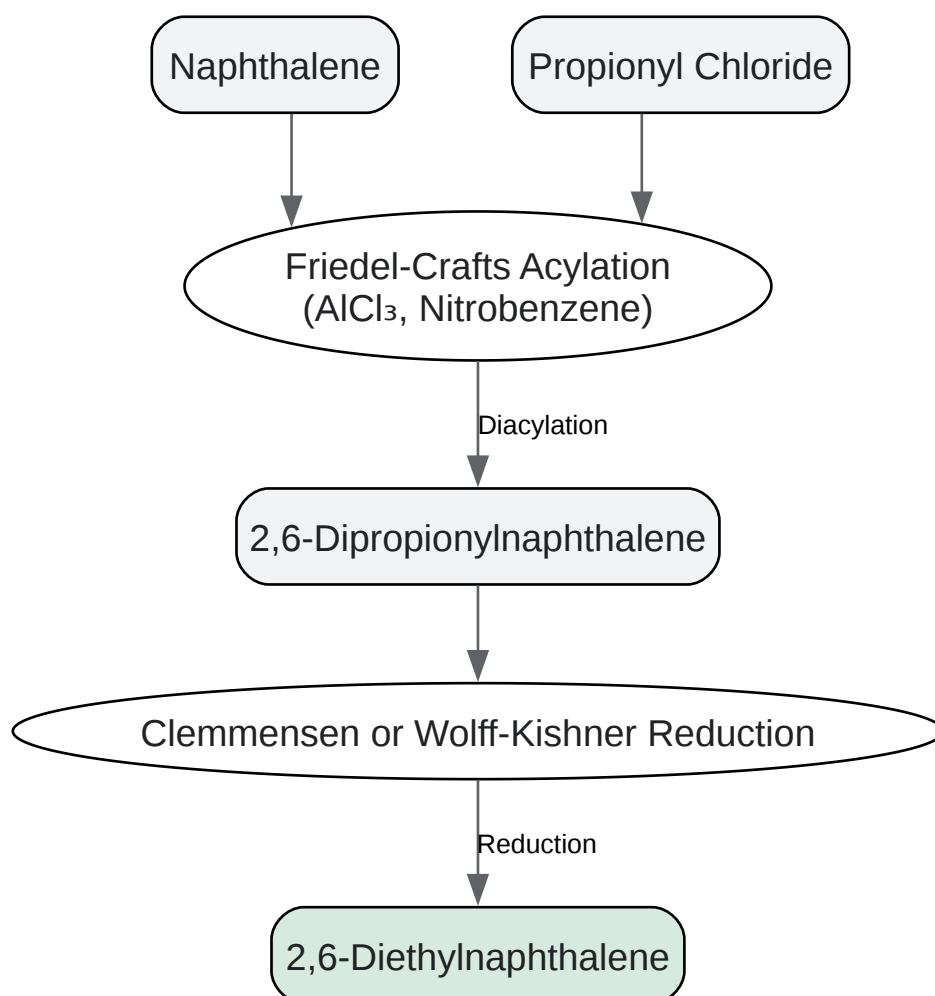 Naphthalene
Propionyl Chloride
Friedel-Crafts Acylation
(AlCl₃, Nitrobenzene)
Diacylation
2,6-Dipropionylnaphthalene
Clemmensen or Wolff-Kishner Reduction
Reduction
2,6-Diethylnaphthalene